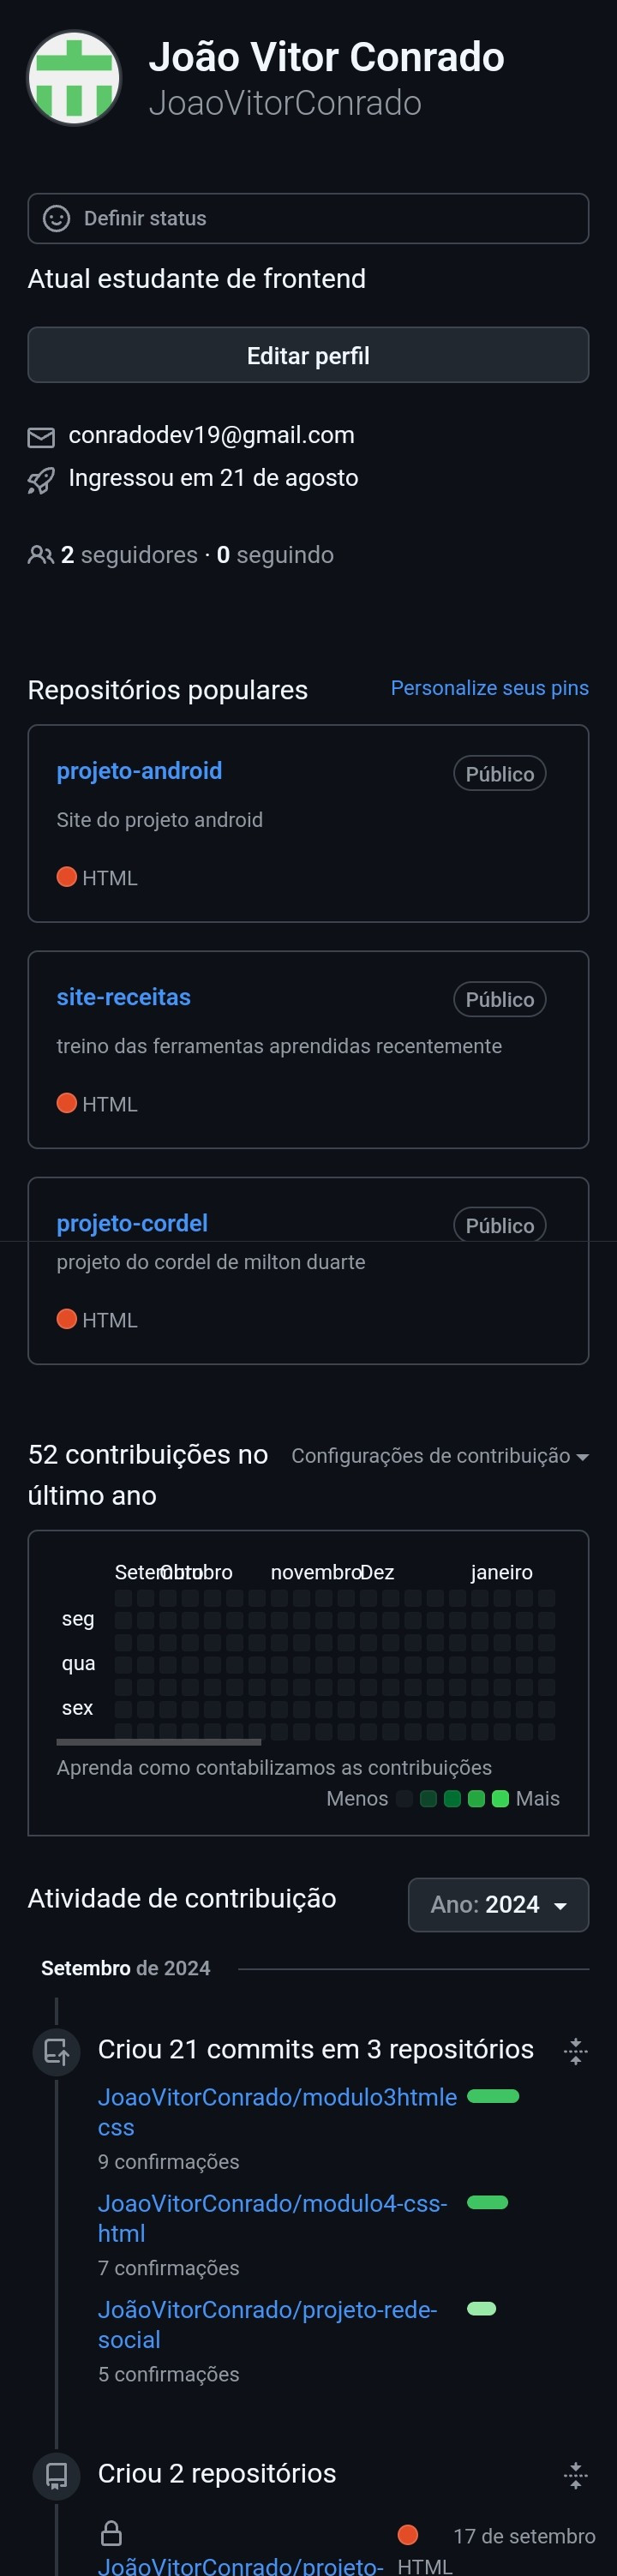 João Vitor Conrado
JoaoVitorConrado
Definir status
Atual estudante de frontend
Editar perfil
conradodev19@gmail.com
Ingressou em 21 de agosto
2 seguidores · 0 seguindo
Repositórios populares
Personalize seus pins
projeto-android
Público
Site do projeto android
HTML
site-receitas
Público
treino das ferramentas aprendidas recentemente
HTML
projeto-cordel
Público
projeto do cordel de milton duarte
HTML
52 contribuições no
último ano
Configurações de contribuição
Setembro Outubro novembro Dez janeiro
seg
qua
sex
Aprenda como contabilizamos as contribuições
Menos Mais
Atividade de contribuição
Ano: 2024
Setembro de 2024
Criou 21 commits em 3 repositórios
JoaoVitorConrado/modulo3htmle
css
9 confirmações
JoaoVitorConrado/modulo4-css-
html
7 confirmações
JoãoVitorConrado/projeto-rede-
social
5 confirmações
Criou 2 repositórios
17 de setembro
JoãoVitorConrado/projeto- HTML